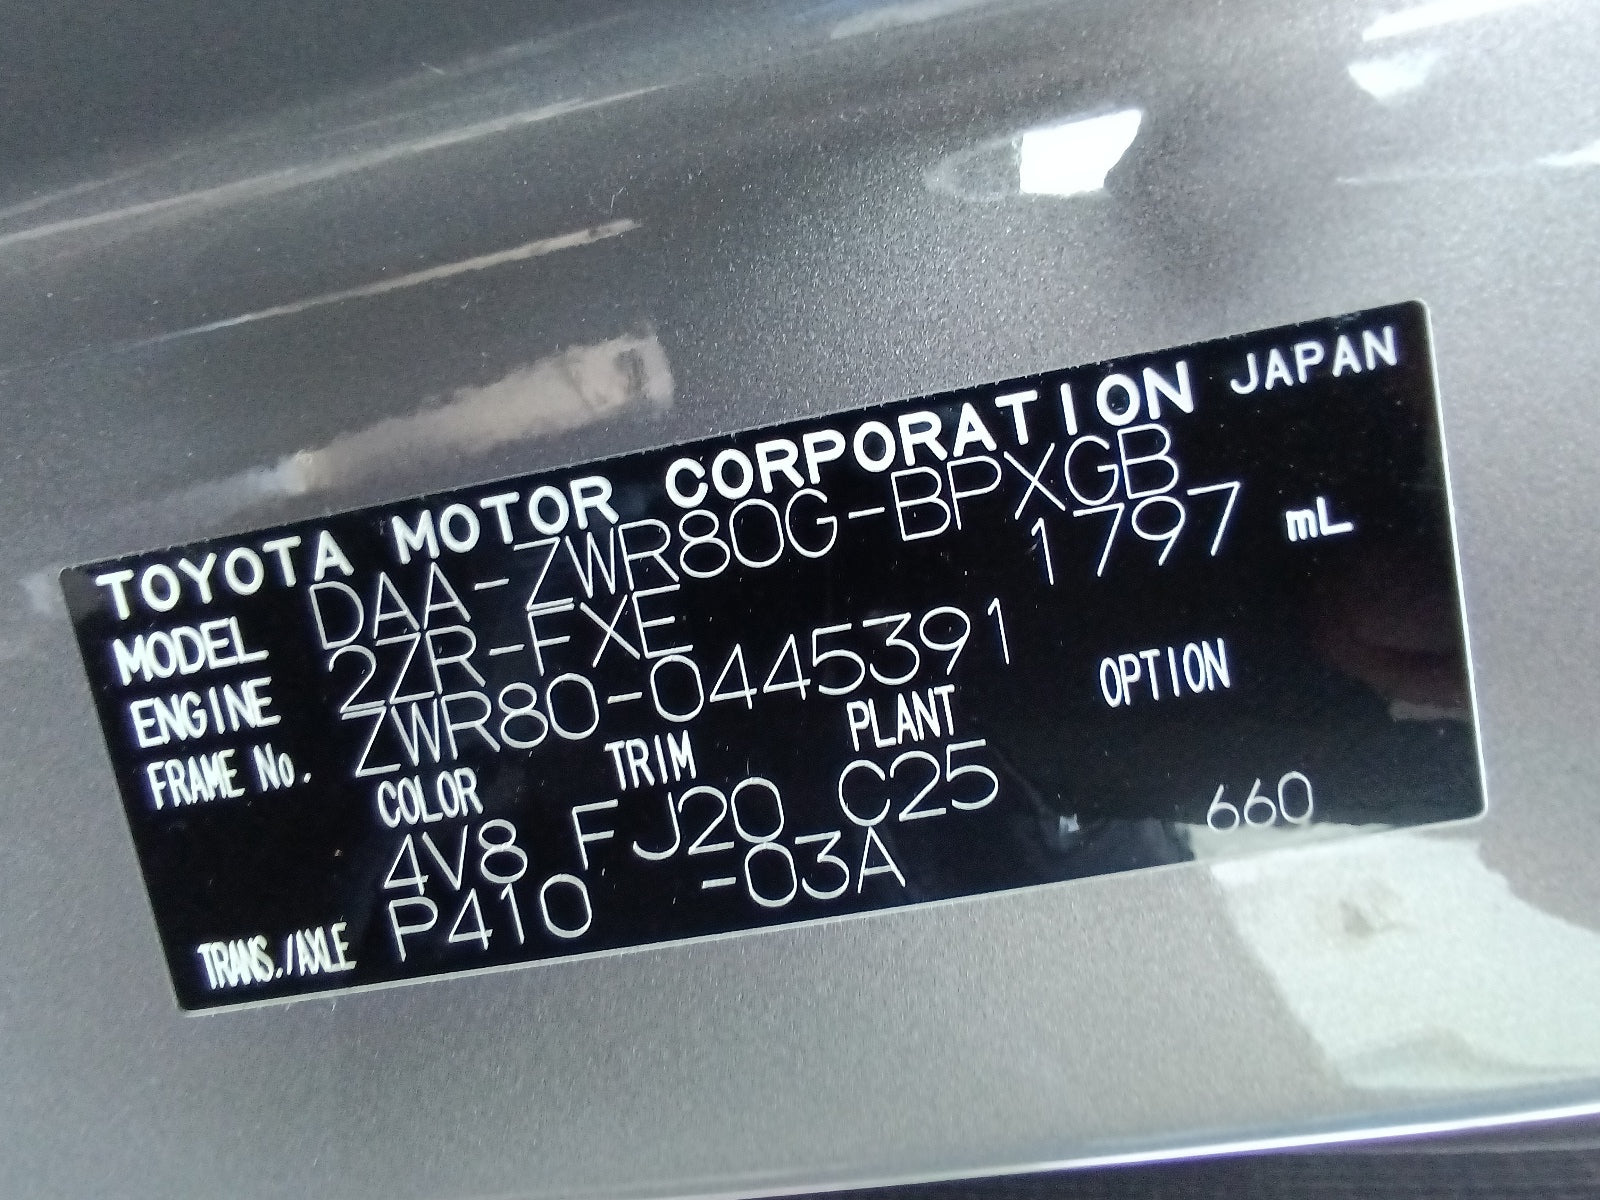 TOYOTA MOTOR CORPORATION JAPAN
MODEL DAA-ZWR80G-BPXGB
ENGINE 2ZR-FXE 1797 mL
FRAME No. ZWR80-0445391
COLOR TRIM PLANT OPTION
4V8 FJ20 C25
TRANS./AXLE P410 -03A 660